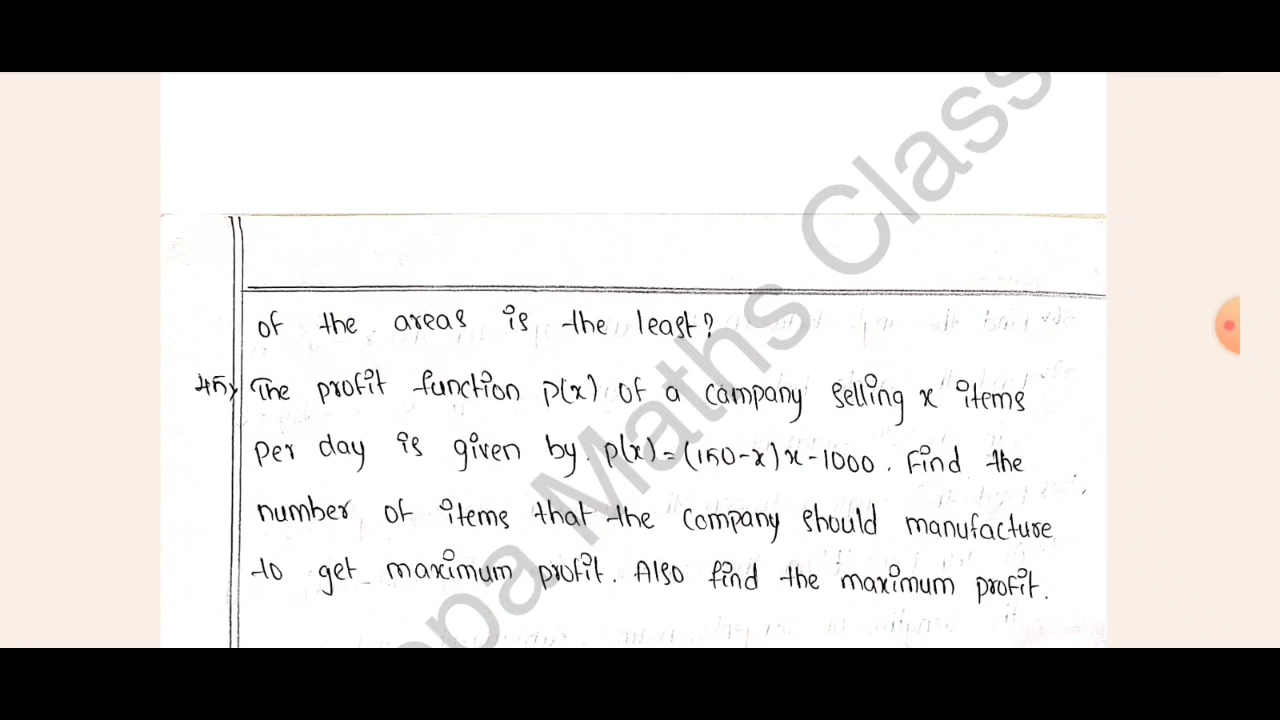 of the areas is the least?
45) The profit function p(x) of a company selling x items
per day is given by p(x)=(150-x)x-1000. Find the
number of items that the company should manufacture
to get maximum profit. Also find the maximum profit.
Maths Class